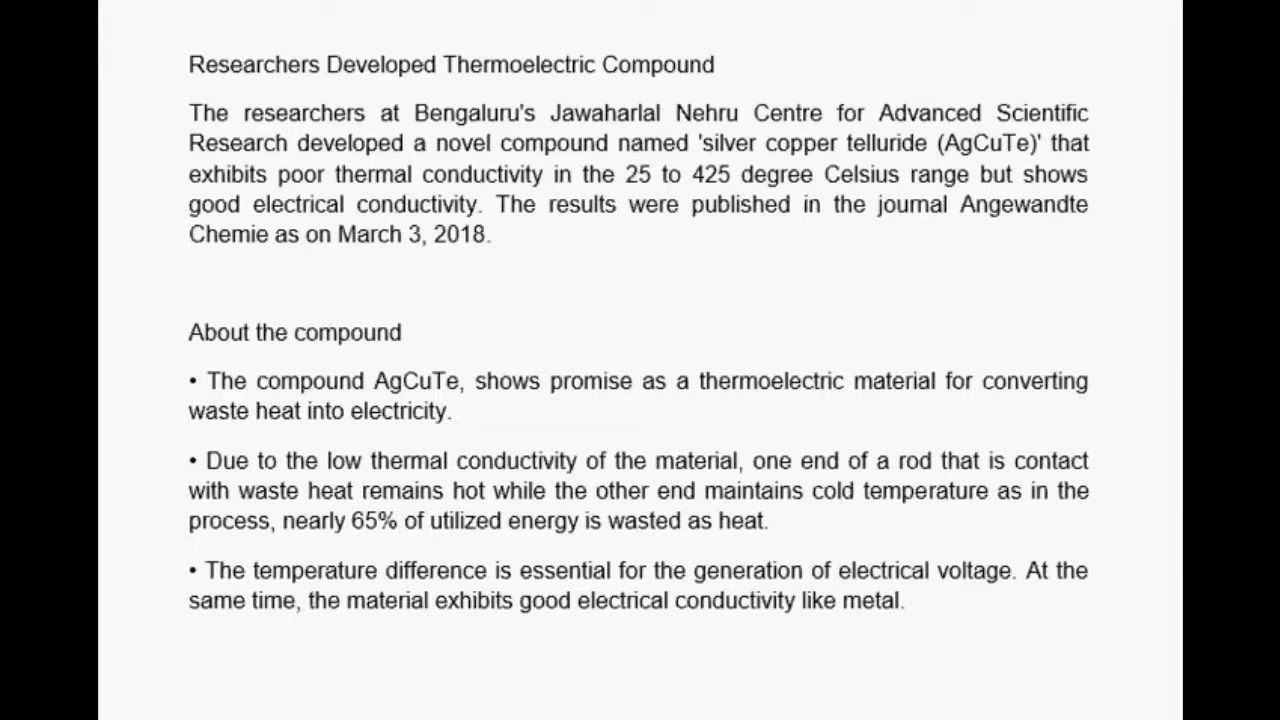 Researchers Developed Thermoelectric Compound
The researchers at Bengaluru's Jawaharlal Nehru Centre for Advanced Scientific
Research developed a novel compound named 'silver copper telluride (AgCuTe)' that
exhibits poor thermal conductivity in the 25 to 425 degree Celsius range but shows
good electrical conductivity. The results were published in the journal Angewandte
Chemie as on March 3, 2018.
About the compound
• The compound AgCuTe, shows promise as a thermoelectric material for converting
waste heat into electricity.
• Due to the low thermal conductivity of the material, one end of a rod that is contact
with waste heat remains hot while the other end maintains cold temperature as in the
process, nearly 65% of utilized energy is wasted as heat.
• The temperature difference is essential for the generation of electrical voltage. At the
same time, the material exhibits good electrical conductivity like metal.